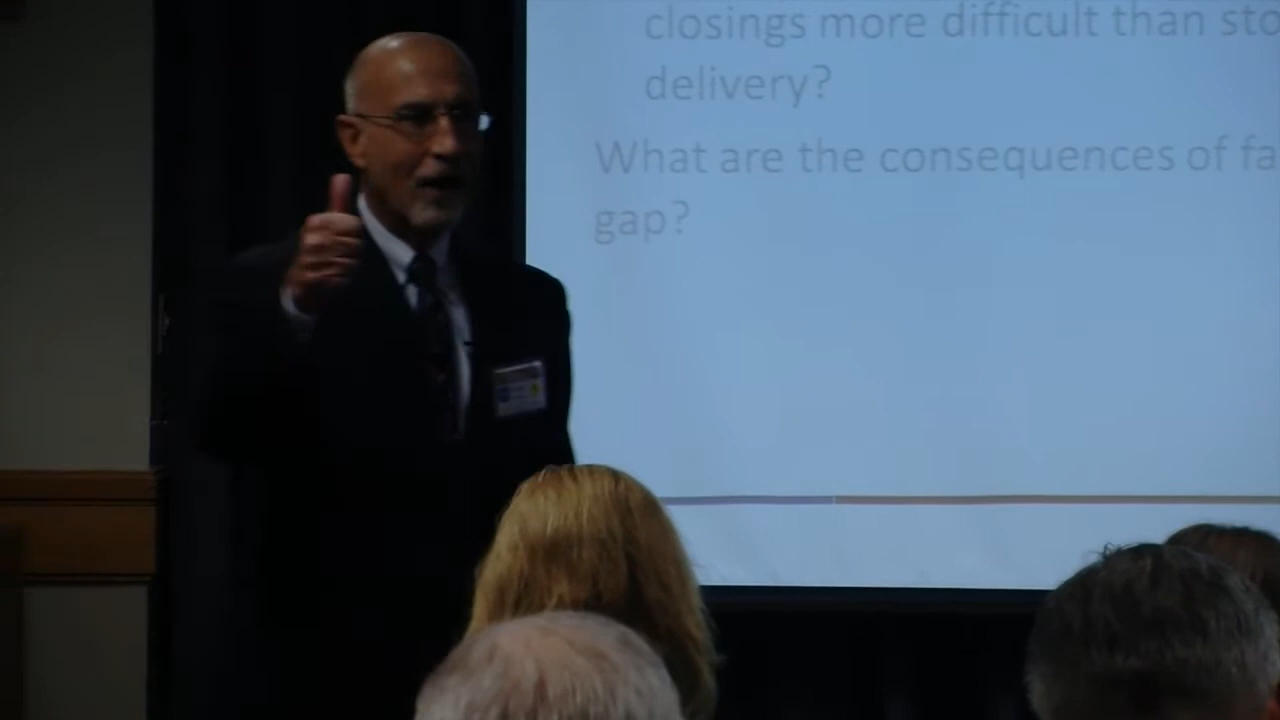 closings more difficult than sto
delivery?
What are the consequences of fa
gap?